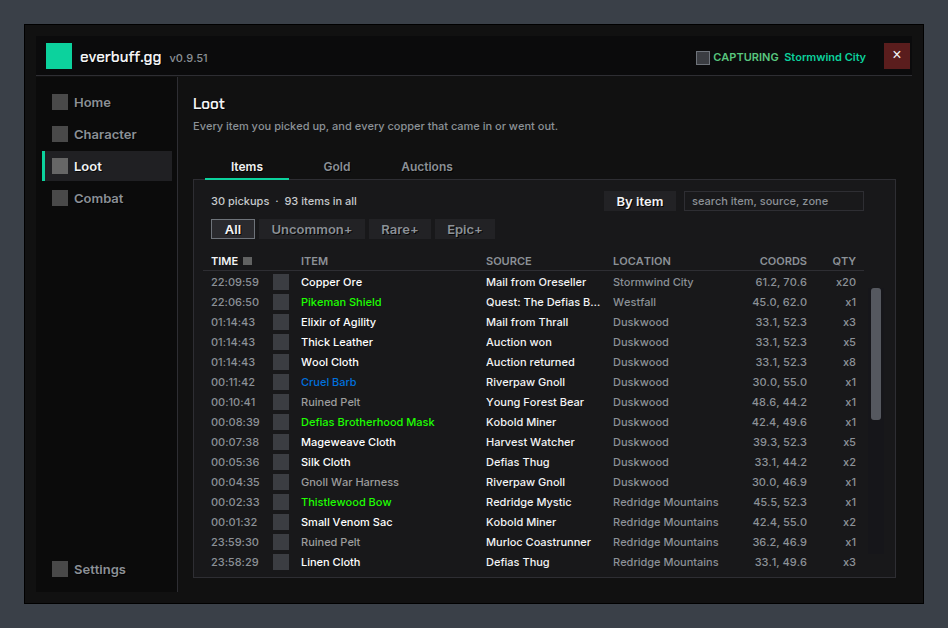 everbuff.gg v0.9.51
CAPTURING Stormwind City ×
Home
Character
Loot
Combat
Settings
Loot
Every item you picked up, and every copper that came in or went out.
Items Gold Auctions
30 pickups · 93 items in all By item search item, source, zone
All Uncommon+ Rare+ Epic+
TIME ITEM SOURCE LOCATION COORDS QTY
22:09:59 Copper Ore Mail from Oreseller Stormwind City 61.2, 70.6 x20
22:06:50 Pikeman Shield Quest: The Defias B... Westfall 45.0, 62.0 x1
01:14:43 Elixir of Agility Mail from Thrall Duskwood 33.1, 52.3 x3
01:14:43 Thick Leather Auction won Duskwood 33.1, 52.3 x5
01:14:43 Wool Cloth Auction returned Duskwood 33.1, 52.3 x8
00:11:42 Cruel Barb Riverpaw Gnoll Duskwood 30.0, 55.0 x1
00:10:41 Ruined Pelt Young Forest Bear Duskwood 48.6, 44.2 x1
00:08:39 Defias Brotherhood Mask Kobold Miner Duskwood 42.4, 49.6 x1
00:07:38 Mageweave Cloth Harvest Watcher Duskwood 39.3, 52.3 x5
00:05:36 Silk Cloth Defias Thug Duskwood 33.1, 44.2 x2
00:04:35 Gnoll War Harness Riverpaw Gnoll Duskwood 30.0, 46.9 x1
00:02:33 Thistlewood Bow Redridge Mystic Redridge Mountains 45.5, 52.3 x1
00:01:32 Small Venom Sac Kobold Miner Redridge Mountains 42.4, 55.0 x2
23:59:30 Ruined Pelt Murloc Coastrunner Redridge Mountains 36.2, 46.9 x1
23:58:29 Linen Cloth Defias Thug Redridge Mountains 33.1, 49.6 x3